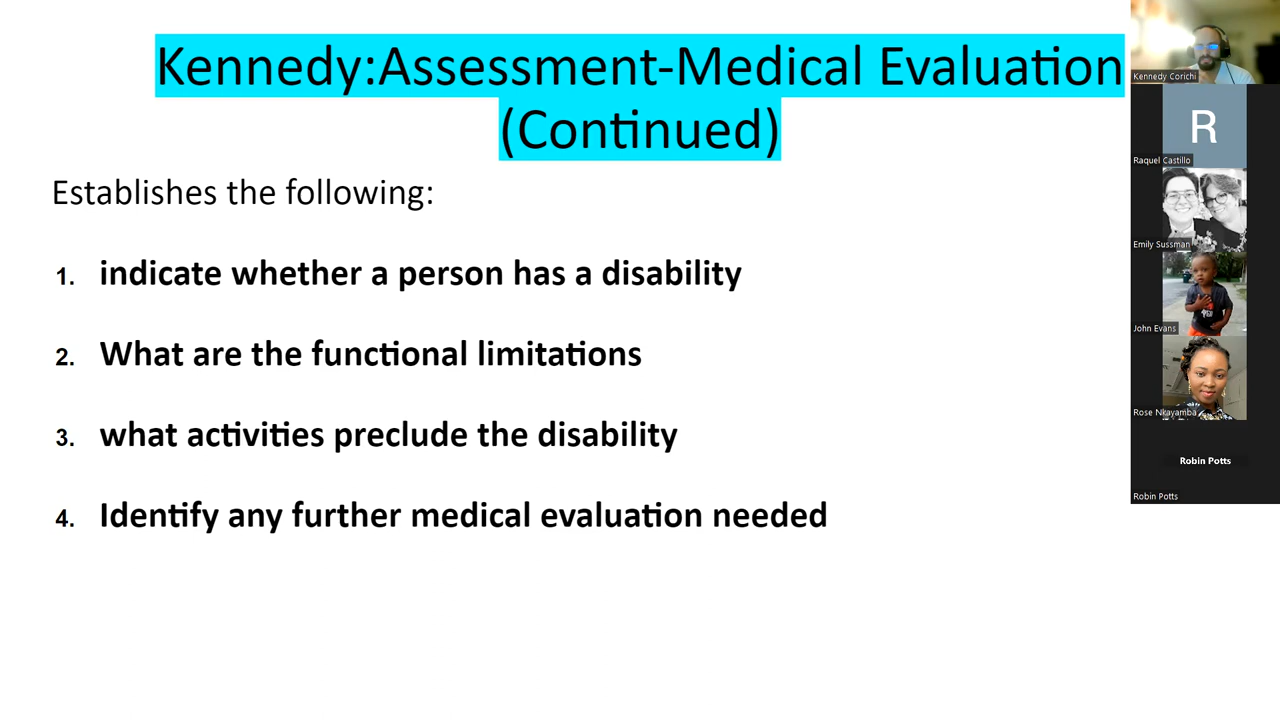 Kennedy:Assessment-Medical Evaluation
(Continued)
Establishes the following:
1. indicate whether a person has a disability
2. What are the functional limitations
3. what activities preclude the disability
4. Identify any further medical evaluation needed
Kennedy Corichi
R
Raquel Castillo
Emily Sussman
John Evans
Rose Nkayamba
Robin Potts
Robin Potts